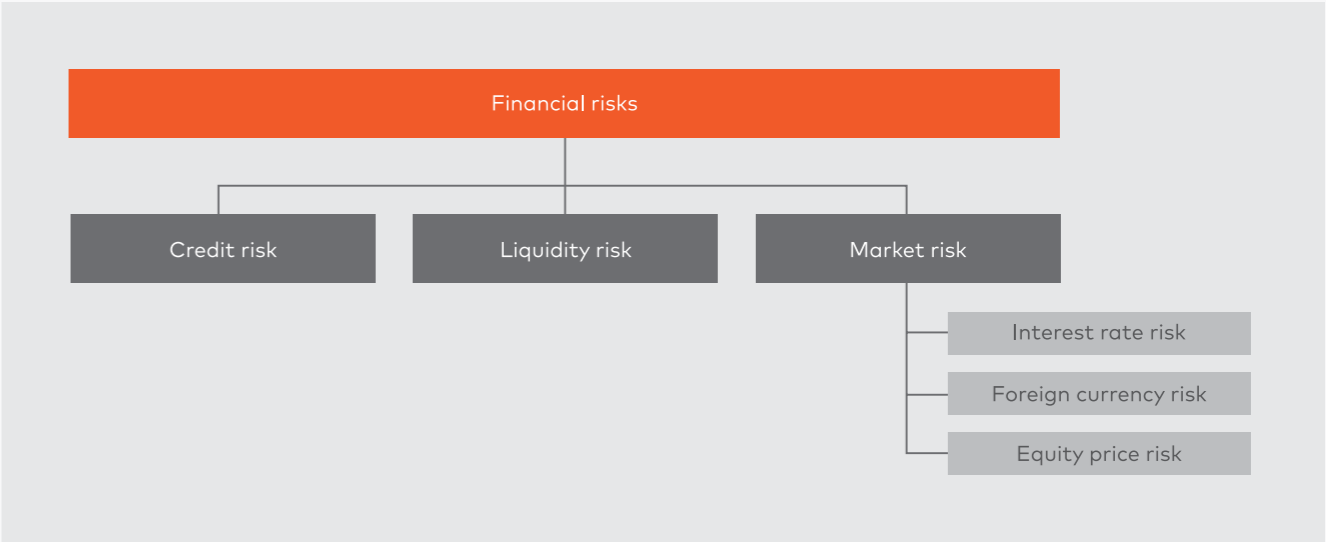 Financial risks
Credit risk
Liquidity risk
Market risk
Interest rate risk
Foreign currency risk
Equity price risk